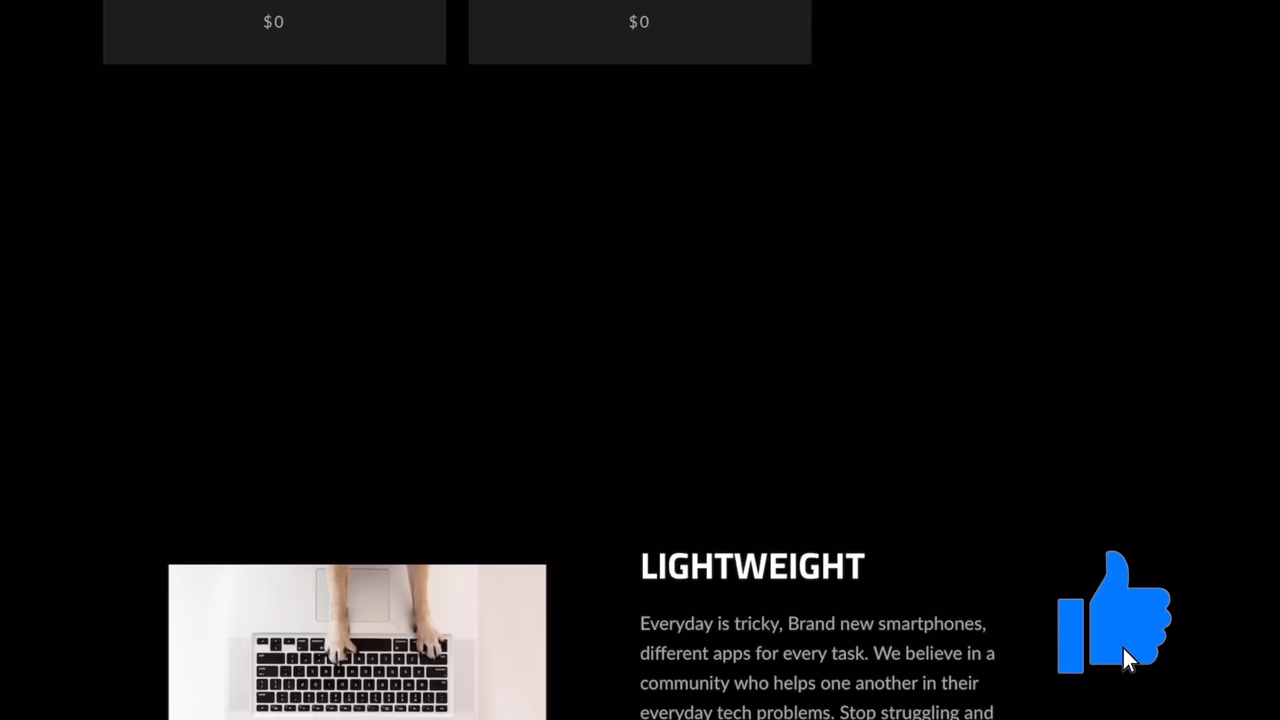 $0
$0
LIGHTWEIGHT
Everyday is tricky, Brand new smartphones,
different apps for every task. We believe in a
community who helps one another in their
everyday tech problems. Stop struggling and